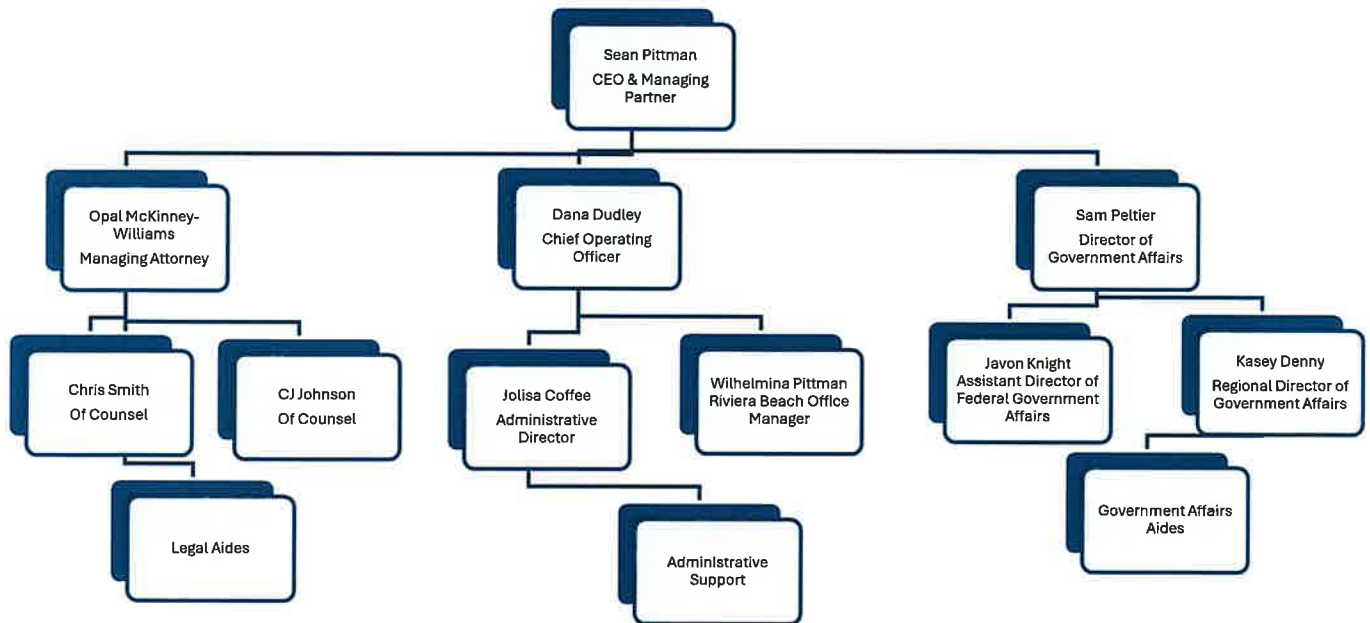 Sean Pittman
CEO & Managing
Partner
Opal McKinney-
Williams
Managing Attorney
Dana Dudley
Chief Operating
Officer
Sam Peltier
Director of
Government Affairs
Chris Smith
Of Counsel
CJ Johnson
Of Counsel
Jolisa Coffee
Administrative
Director
Wilhelmina Pittman
Riviera Beach Office
Manager
Javon Knight
Assistant Director of
Federal Government
Affairs
Kasey Denny
Regional Director of
Government Affairs
Legal Aides
Administrative
Support
Government Affairs
Aides